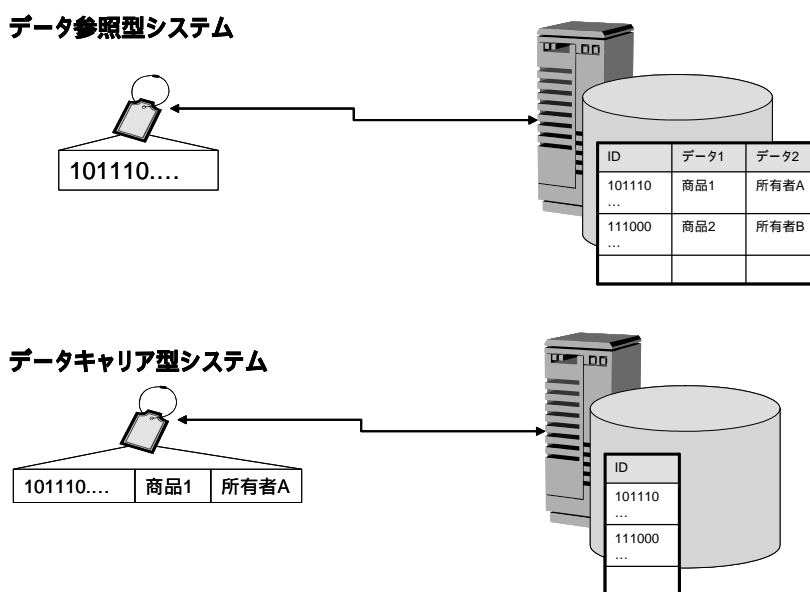 データ参照型システム
101110....
ID データ1 データ2
101110 商品1 所有者A
...
111000 商品2 所有者B
...
データキャリア型システム
101110.... 商品1 所有者A
ID
101110
...
111000
...